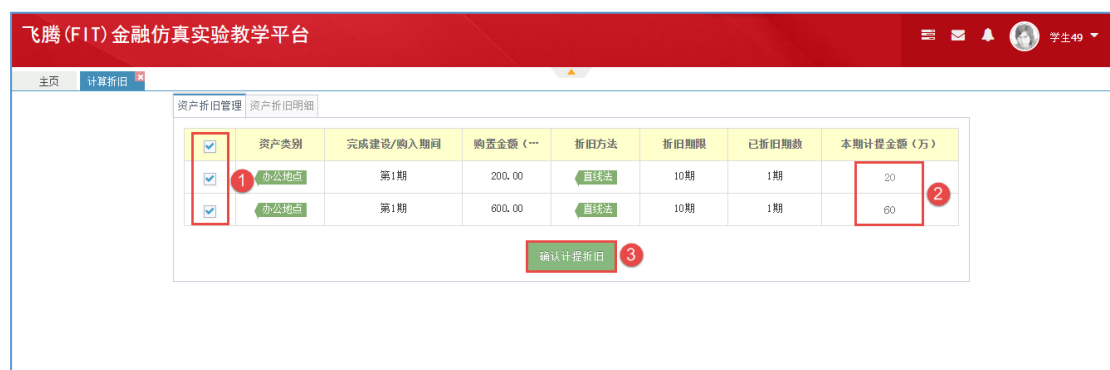 飞腾(FIT)金融仿真实验教学平台 学生49
主页 计算折旧
资产折旧管理 资产折旧明细
资产类别 完成建设/购入期间 购置金额(… 折旧方法 折旧期限 已折旧期数 本期计提金额(万)
1 办公地点 第1期 200.00 直线法 10期 1期 20
2
办公地点 第1期 600.00 直线法 10期 1期 60
确认计提折旧 3